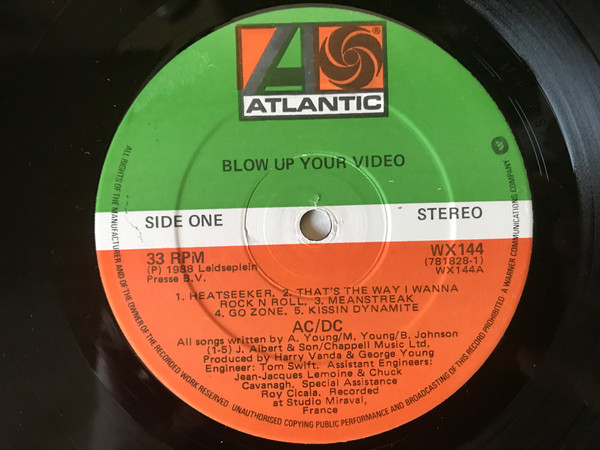 ®
ATLANTIC
BLOW UP YOUR VIDEO
SIDE ONE
STEREO
33 RPM
(P) 1988 Leidseplein
Presse B.V.
WX144
(781828-1)
WX144A
1. HEATSEEKER. 2. THAT'S THE WAY I WANNA
ROCK N ROLL. 3. MEANSTREAK
4. GO ZONE. 5. KISSIN DYNAMITE
AC/DC
All songs written by A. Young/M. Young/B. Johnson
(1-5) J. Albert & Son/Chappell Music Ltd.
Produced by Harry Vanda & George Young
Engineer: Tom Swift. Assistant Engineers:
Jean-Jacques Lemoine & Chuck
Cavanagh. Special Assistance
Roy Cicala. Recorded
at Studio Miraval,
France
ALL RIGHTS OF THE MANUFACTURER AND OF THE OWNER OF THE RECORDED WORK RESERVED UNAUTHORISED COPYING PUBLIC PERFORMANCE AND BROADCASTING OF THIS RECORD PROHIBITED A WARNER COMMUNICATIONS COMPANY